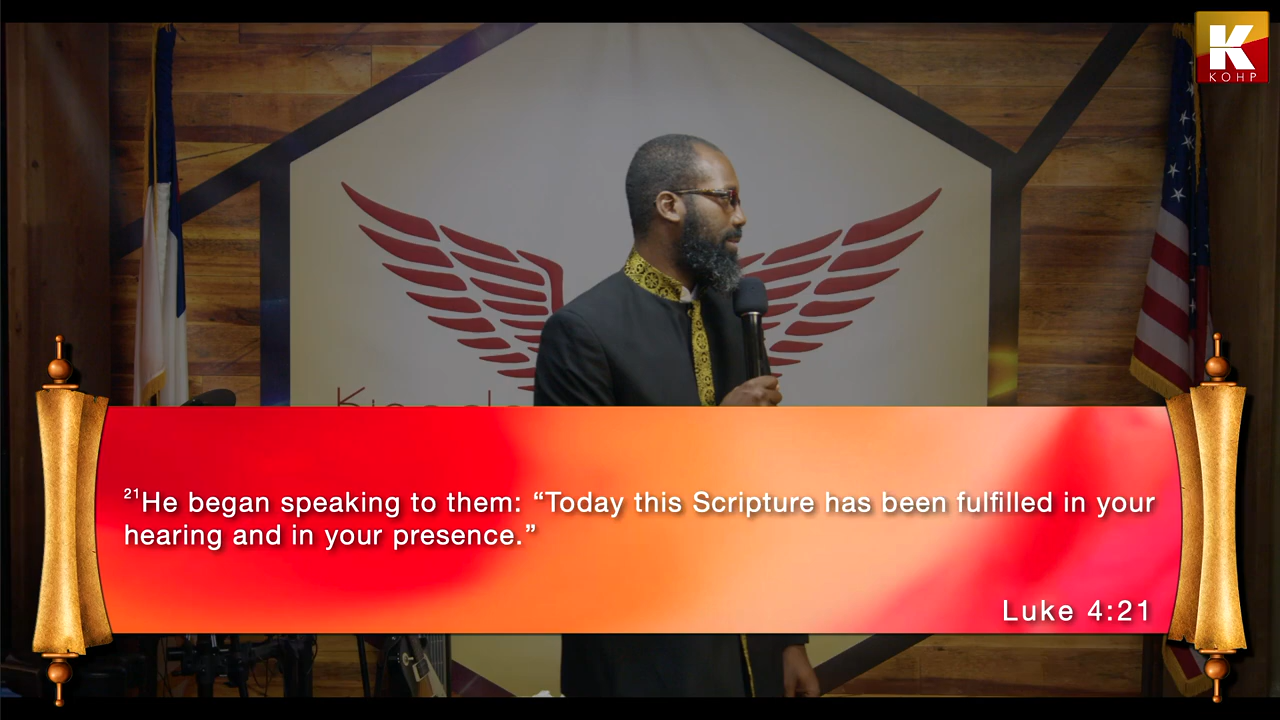 K
KOHP
²¹He began speaking to them: “Today this Scripture has been fulfilled in your
hearing and in your presence.”
Luke 4:21